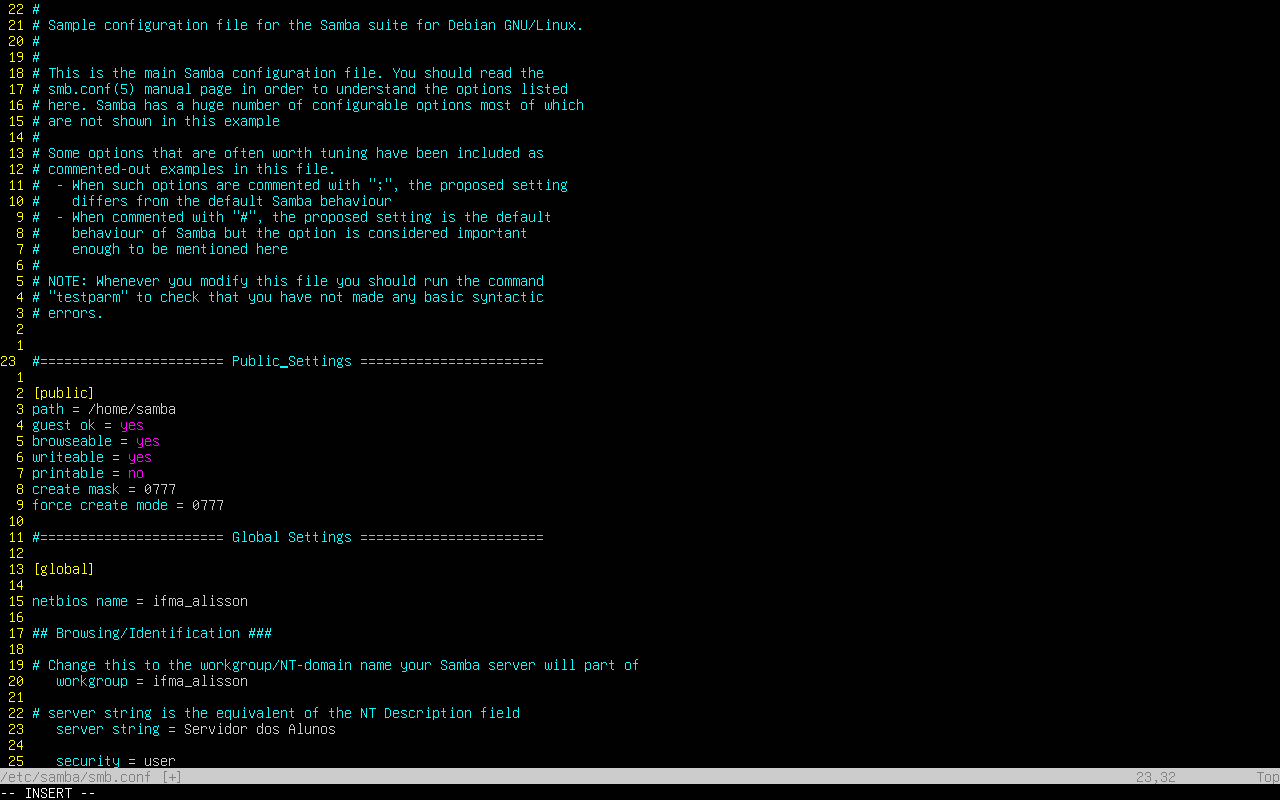 22 #
21 # Sample configuration file for the Samba suite for Debian GNU/Linux.
20 #
19 #
18 # This is the main Samba configuration file. You should read the
17 # smb.conf(5) manual page in order to understand the options listed
16 # here. Samba has a huge number of configurable options most of which
15 # are not shown in this example
14 #
13 # Some options that are often worth tuning have been included as
12 # commented-out examples in this file.
11 #  - When such options are commented with ";", the proposed setting
10 #    differs from the default Samba behaviour
9 #  - When commented with "#", the proposed setting is the default
8 #    behaviour of Samba but the option is considered important
7 #    enough to be mentioned here
6 #
5 # NOTE: Whenever you modify this file you should run the command
4 # "testparm" to check that you have not made any basic syntactic
3 # errors.
2
1
23  #======================= Public Settings =======================
1
2 [public]
3 path = /home/samba
4 guest ok = yes
5 browseable = yes
6 writeable = yes
7 printable = no
8 create mask = 0777
9 force create mode = 0777
10
11 #======================= Global Settings =======================
12
13 [global]
14
15 netbios name = ifma_alisson
16
17 ## Browsing/Identification ###
18
19 # Change this to the workgroup/NT-domain name your Samba server will part of
20    workgroup = ifma_alisson
21
22 # server string is the equivalent of the NT Description field
23    server string = Servidor dos Alunos
24
25    security = user
/etc/samba/smb.conf [+] 23,32 Top
-- INSERT --